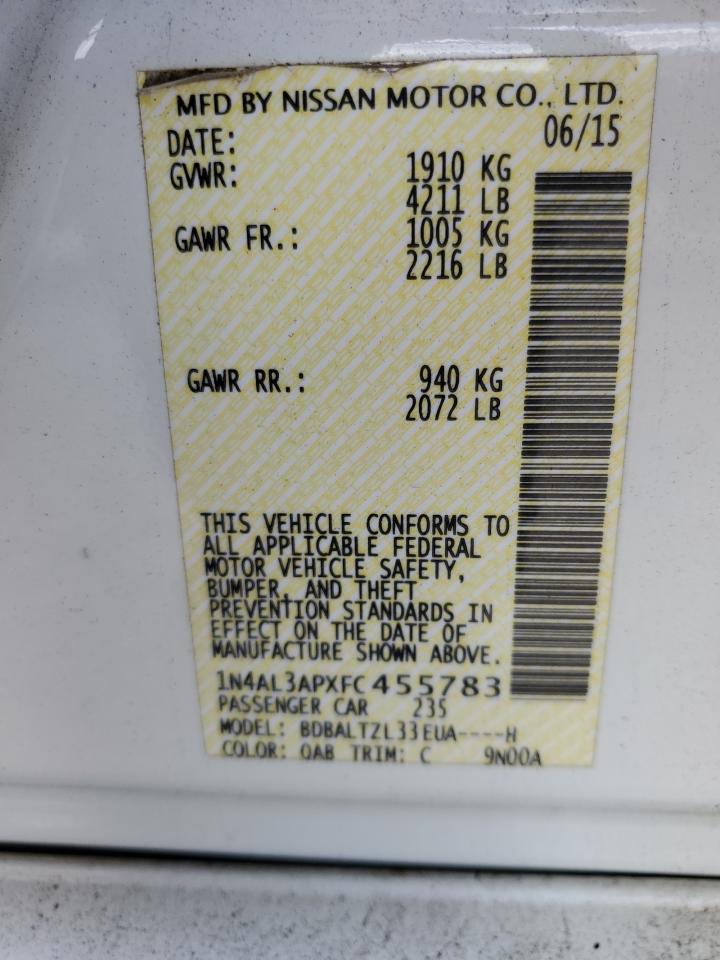 MFD BY NISSAN MOTOR CO., LTD.
DATE: 06/15
GVWR: 1910 KG
4211 LB
GAWR FR.: 1005 KG
2216 LB
GAWR RR.: 940 KG
2072 LB
THIS VEHICLE CONFORMS TO
ALL APPLICABLE FEDERAL
MOTOR VEHICLE SAFETY,
BUMPER, AND THEFT
PREVENTION STANDARDS IN
EFFECT ON THE DATE OF
MANUFACTURE SHOWN ABOVE.
1N4AL3APXFC455783
PASSENGER CAR 235
MODEL: BDBALTZL33EUA----H
COLOR: QAB TRIM: C 9N00A